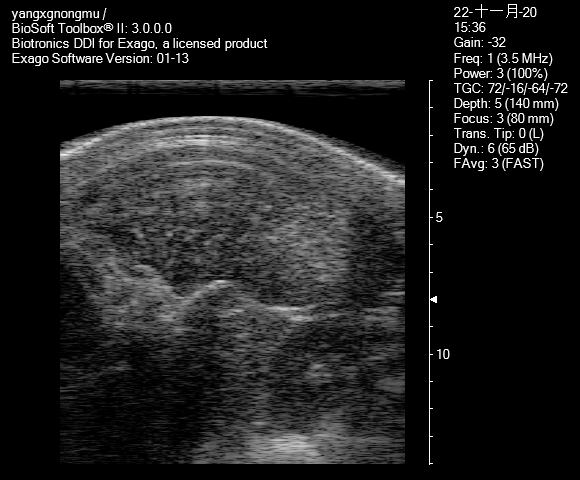 yangxgnongmu /
BioSoft Toolbox® II: 3.0.0.0
Biotronics DDI for Exago, a licensed product
Exago Software Version: 01-13
22-十一月-20
15:36
Gain: -32
Freq: 1 (3.5 MHz)
Power: 3 (100%)
TGC: 72/-16/-64/-72
Depth: 5 (140 mm)
Focus: 3 (80 mm)
Trans. Tip: 0 (L)
Dyn.: 6 (65 dB)
FAvg: 3 (FAST)
5
10